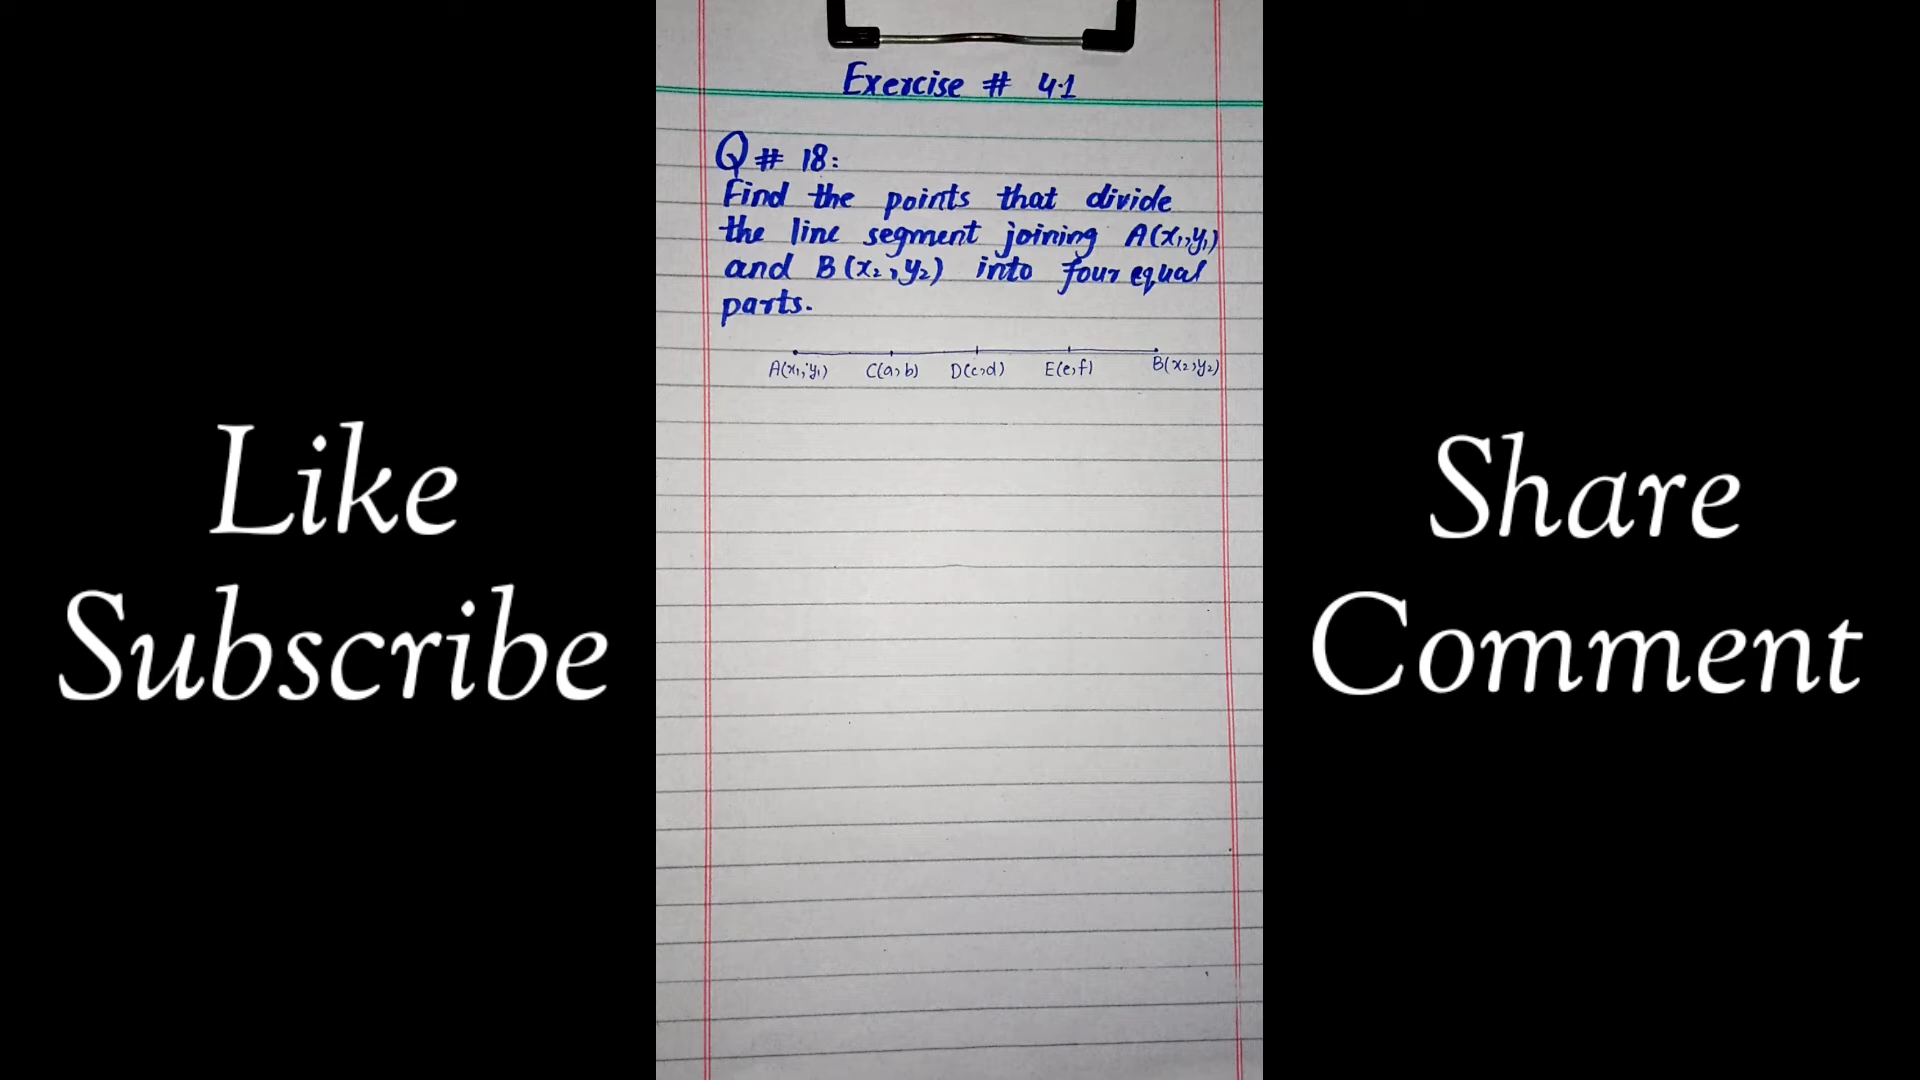 Exercise # 4.1
Q # 18:
Find the points that divide
the line segment joining A(x₁,y₁)
and B(x₂,y₂) into four equal
parts.
A(x₁,y₁) C(a,b) D(c,d) E(e,f) B(x₂,y₂)
Like
Subscribe
Share
Comment